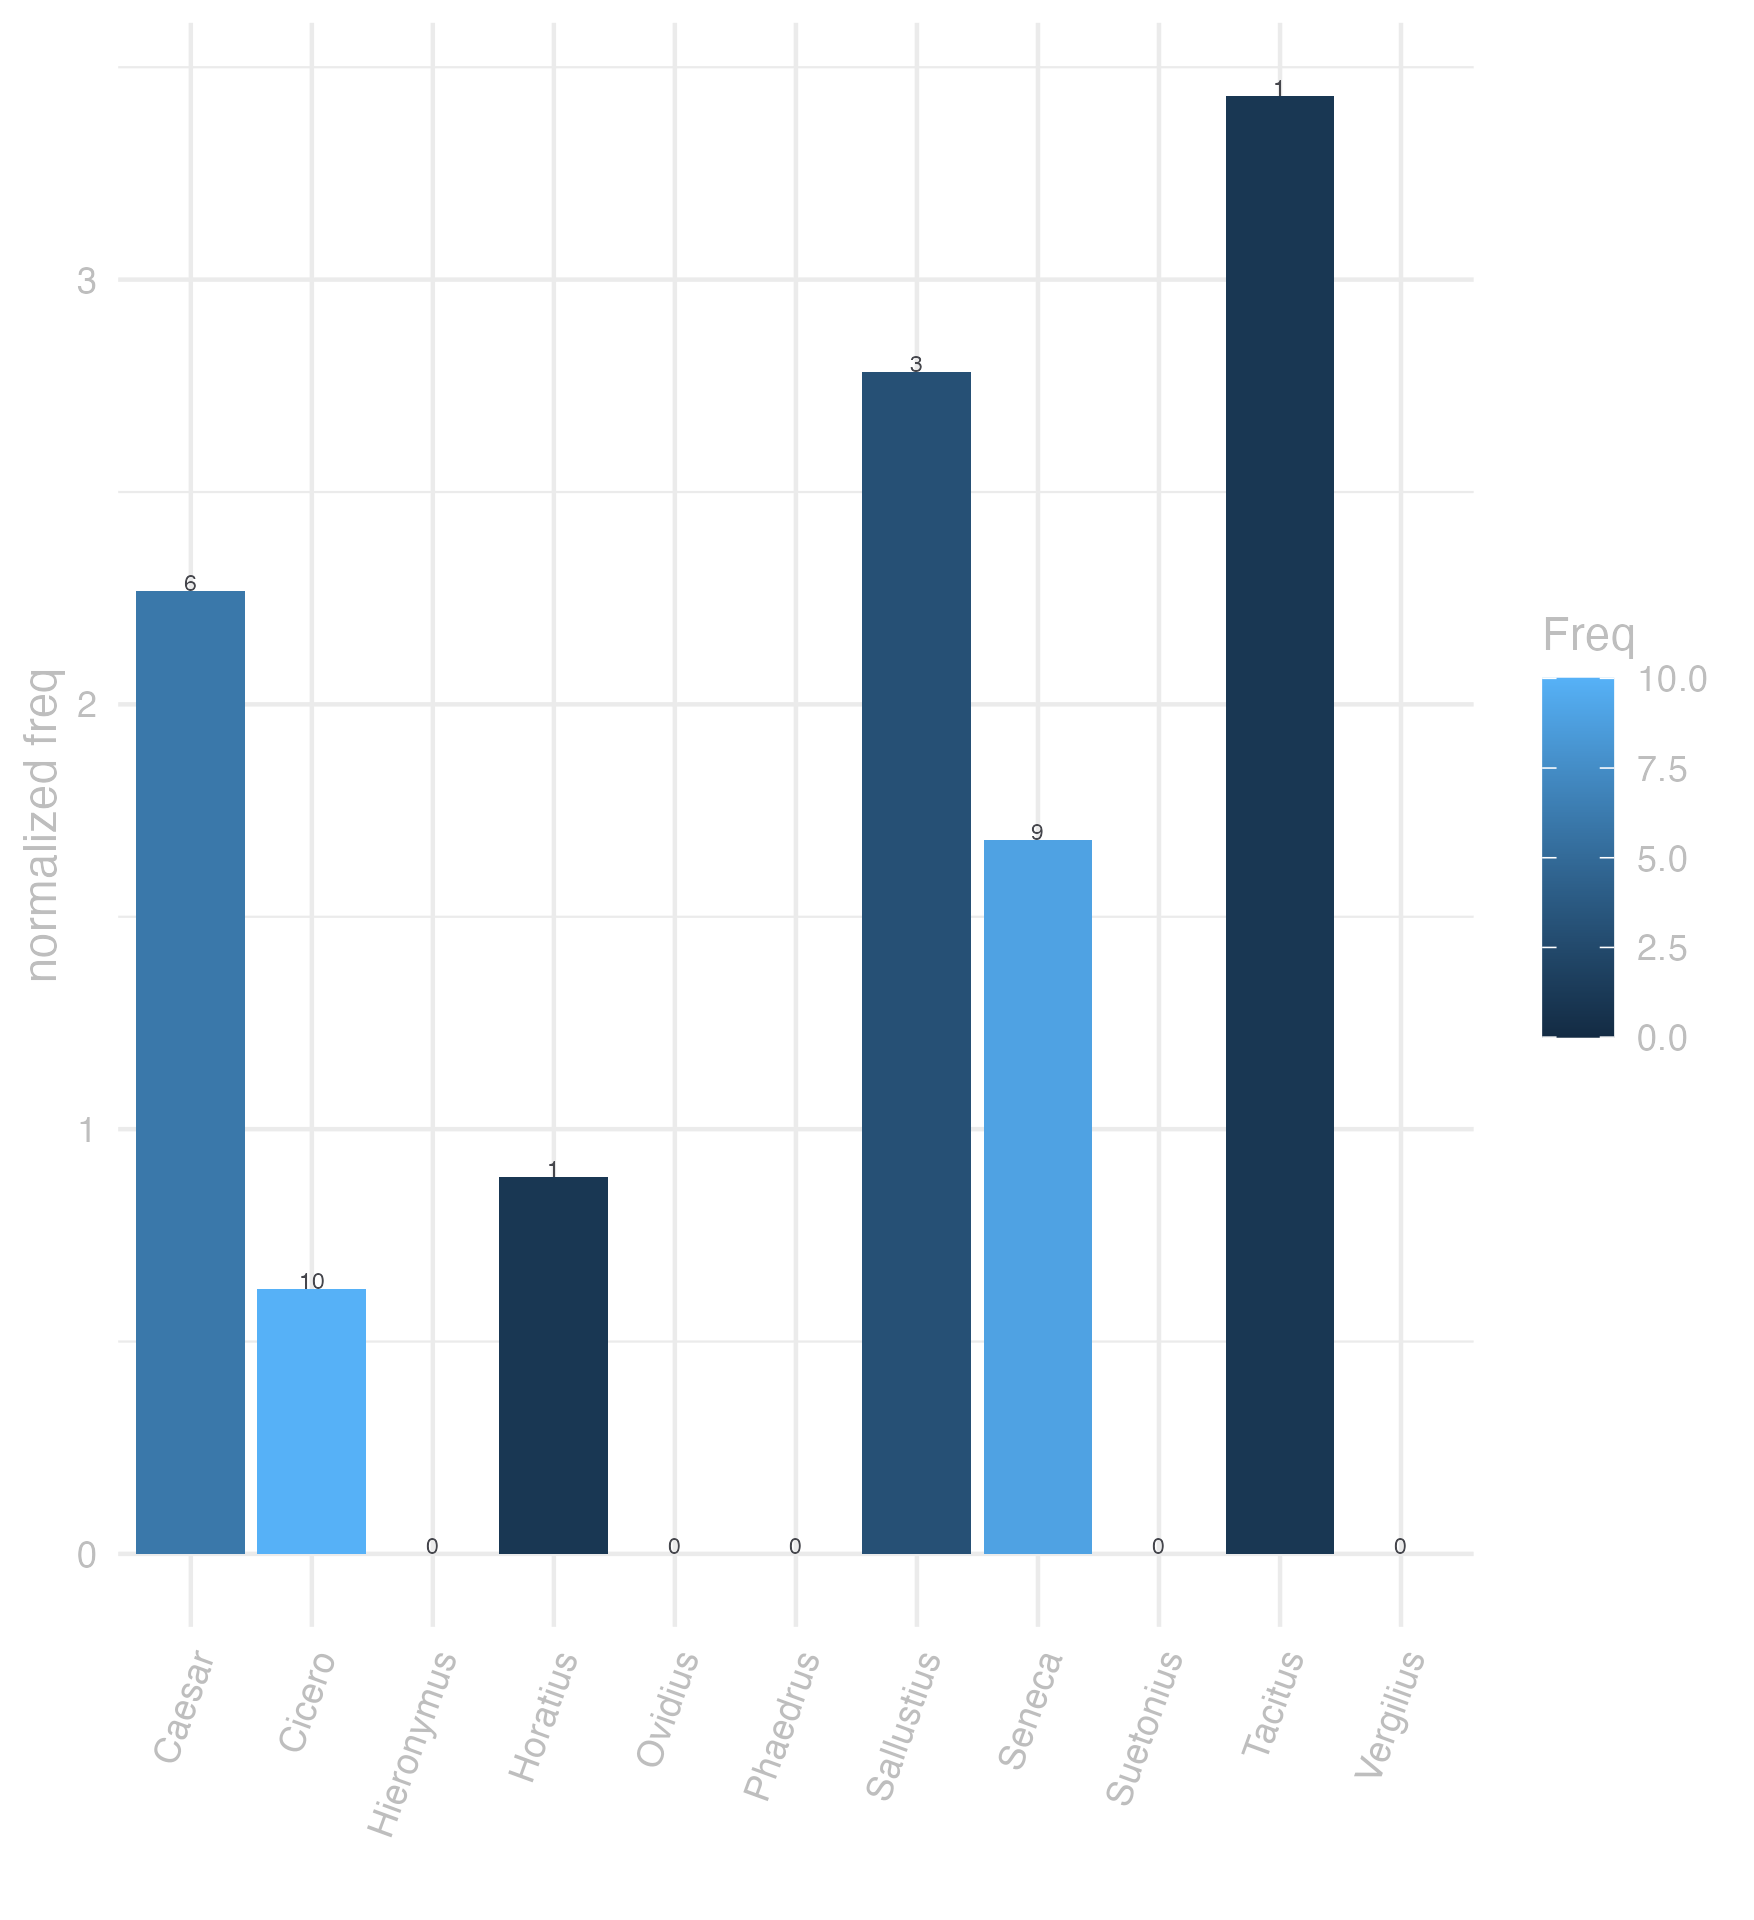 1
3
3
6
Freq
10.0
normalized freq
2
7.5
9
5.0
2.5
0.0
1
1
10
0
0
0
0
0
0
Caesar
Cicero
Hieronymus
Horatius
Ovidius
Phaedrus
Sallustius
Seneca
Suetonius
Tacitus
Vergilius